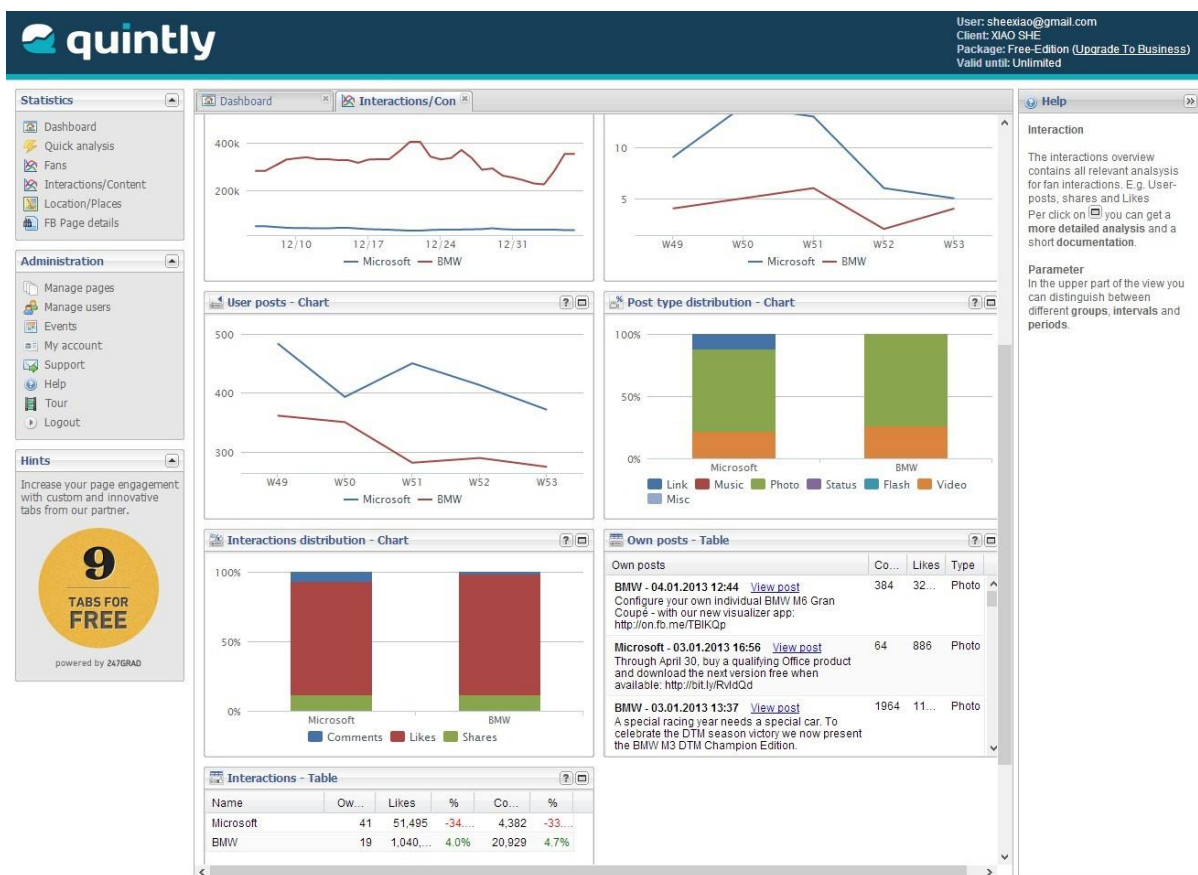 quintly
User: sheexiao@gmail.com
Client: XIAO SHE
Package: Free-Edition (Upgrade To Business)
Valid until: Unlimited
Statistics
Dashboard
Quick analysis
Fans
Interactions/Content
Location/Places
FB Page details
Administration
Manage pages
Manage users
Events
My account
Support
Help
Tour
Logout
Hints
Increase your page engagement
with custom and innovative
tabs from our partner.
9
TABS FOR
FREE
powered by 247GRAD
Dashboard
Interactions/Con
400k
200k
12/10 12/17 12/24 12/31
Microsoft BMW
10
5
W49 W50 W51 W52 W53
Microsoft BMW
User posts - Chart
500
400
300
W49 W50 W51 W52 W53
Microsoft BMW
Post type distribution - Chart
100%
50%
0%
Microsoft BMW
Link Music Photo Status Flash Video
Misc
Interactions distribution - Chart
100%
50%
0%
Microsoft BMW
Comments Likes Shares
Own posts - Table
Own posts Co... Likes Type
BMW - 04.01.2013 12:44 View post 384 32... Photo
Configure your own individual BMW M6 Gran
Coupé - with our new visualizer app:
http://on.fb.me/TBIKQp
Microsoft - 03.01.2013 16:56 View post 64 886 Photo
Through April 30, buy a qualifying Office product
and download the next version free when
available: http://bit.ly/RvldQd
BMW - 03.01.2013 13:37 View post 1964 11... Photo
A special racing year needs a special car. To
celebrate the DTM season victory we now present
the BMW M3 DTM Champion Edition.
Interactions - Table
Name Ow... Likes % Co... %
Microsoft 41 51,495 -34.... 4,382 -33....
BMW 19 1,040,... 4.0% 20,929 4.7%
Help
Interaction
The interactions overview
contains all relevant analsysis
for fan interactions. E.g. User-
posts, shares and Likes
Per click on you can get a
more detailed analysis and a
short documentation.
Parameter
In the upper part of the view you
can distinguish between
different groups, intervals and
periods.